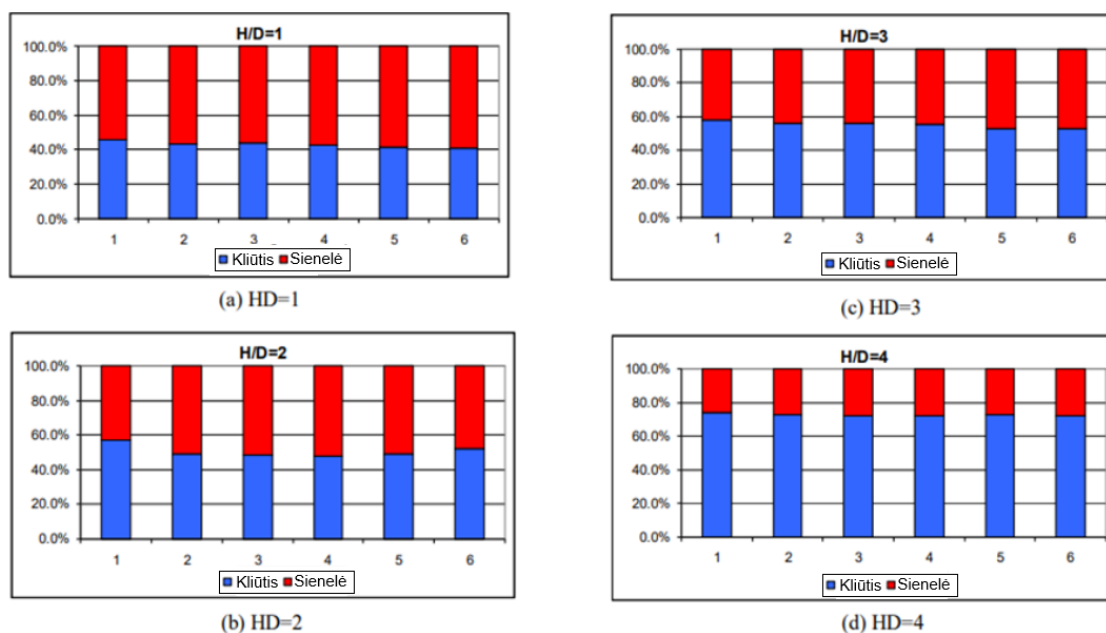 H/D=1
100.0%
80.0%
60.0%
40.0%
20.0%
0.0%
1 2 3 4 5 6
Kliūtis Sienelė
(a) HD=1
H/D=2
100.0%
80.0%
60.0%
40.0%
20.0%
0.0%
1 2 3 4 5 6
Kliūtis Sienelė
(b) HD=2
H/D=3
100.0%
80.0%
60.0%
40.0%
20.0%
0.0%
1 2 3 4 5 6
Kliūtis Sienelė
(c) HD=3
H/D=4
100.0%
80.0%
60.0%
40.0%
20.0%
0.0%
1 2 3 4 5 6
Kliūtis Sienelė
(d) HD=4